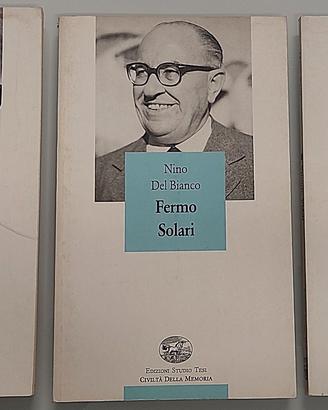 Nino
Del Bianco
Fermo
Solari
Edizioni Studio Tesi
Civiltà Della Memoria